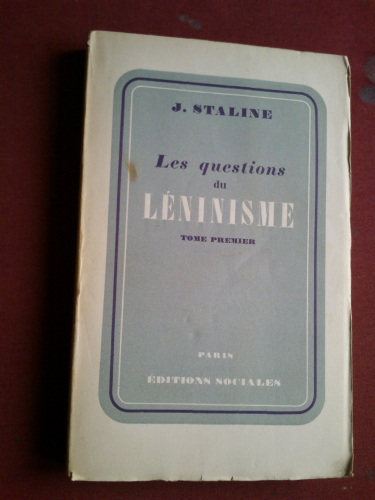 J. STALINE
Les questions
du
LÉNINISME
TOME PREMIER
PARIS
ÉDITIONS SOCIALES